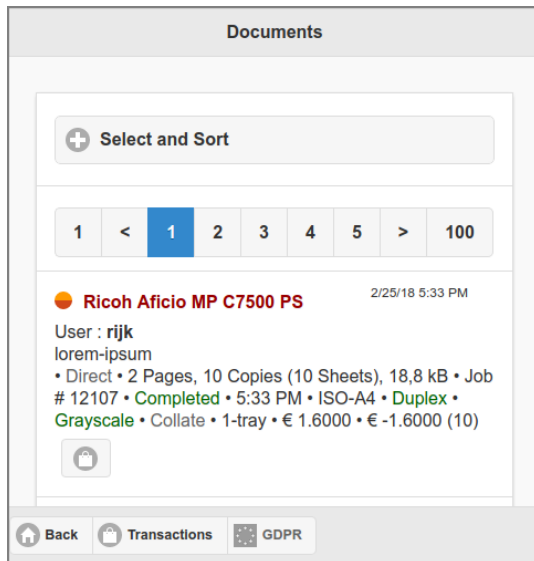 Documents
Select and Sort
1 < 1 2 3 4 5 > 100
Ricoh Aficio MP C7500 PS 2/25/18 5:33 PM
User : rijk
lorem-ipsum
• Direct • 2 Pages, 10 Copies (10 Sheets), 18,8 kB • Job
# 12107 • Completed • 5:33 PM • ISO-A4 • Duplex •
Grayscale • Collate • 1-tray • € 1.6000 • € -1.6000 (10)
Back Transactions GDPR